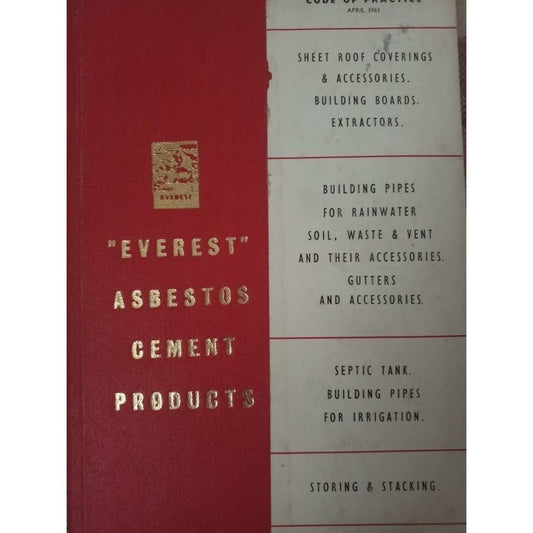 EVEREST
"EVEREST"
ASBESTOS
CEMENT
PRODUCTS
CODE OF PRACTICE
APRIL 1961
SHEET ROOF COVERINGS
& ACCESSORIES.
BUILDING BOARDS.
EXTRACTORS.
BUILDING PIPES
FOR RAINWATER
SOIL, WASTE & VENT
AND THEIR ACCESSORIES.
GUTTERS
AND ACCESSORIES.
SEPTIC TANK.
BUILDING PIPES
FOR IRRIGATION.
STORING & STACKING.